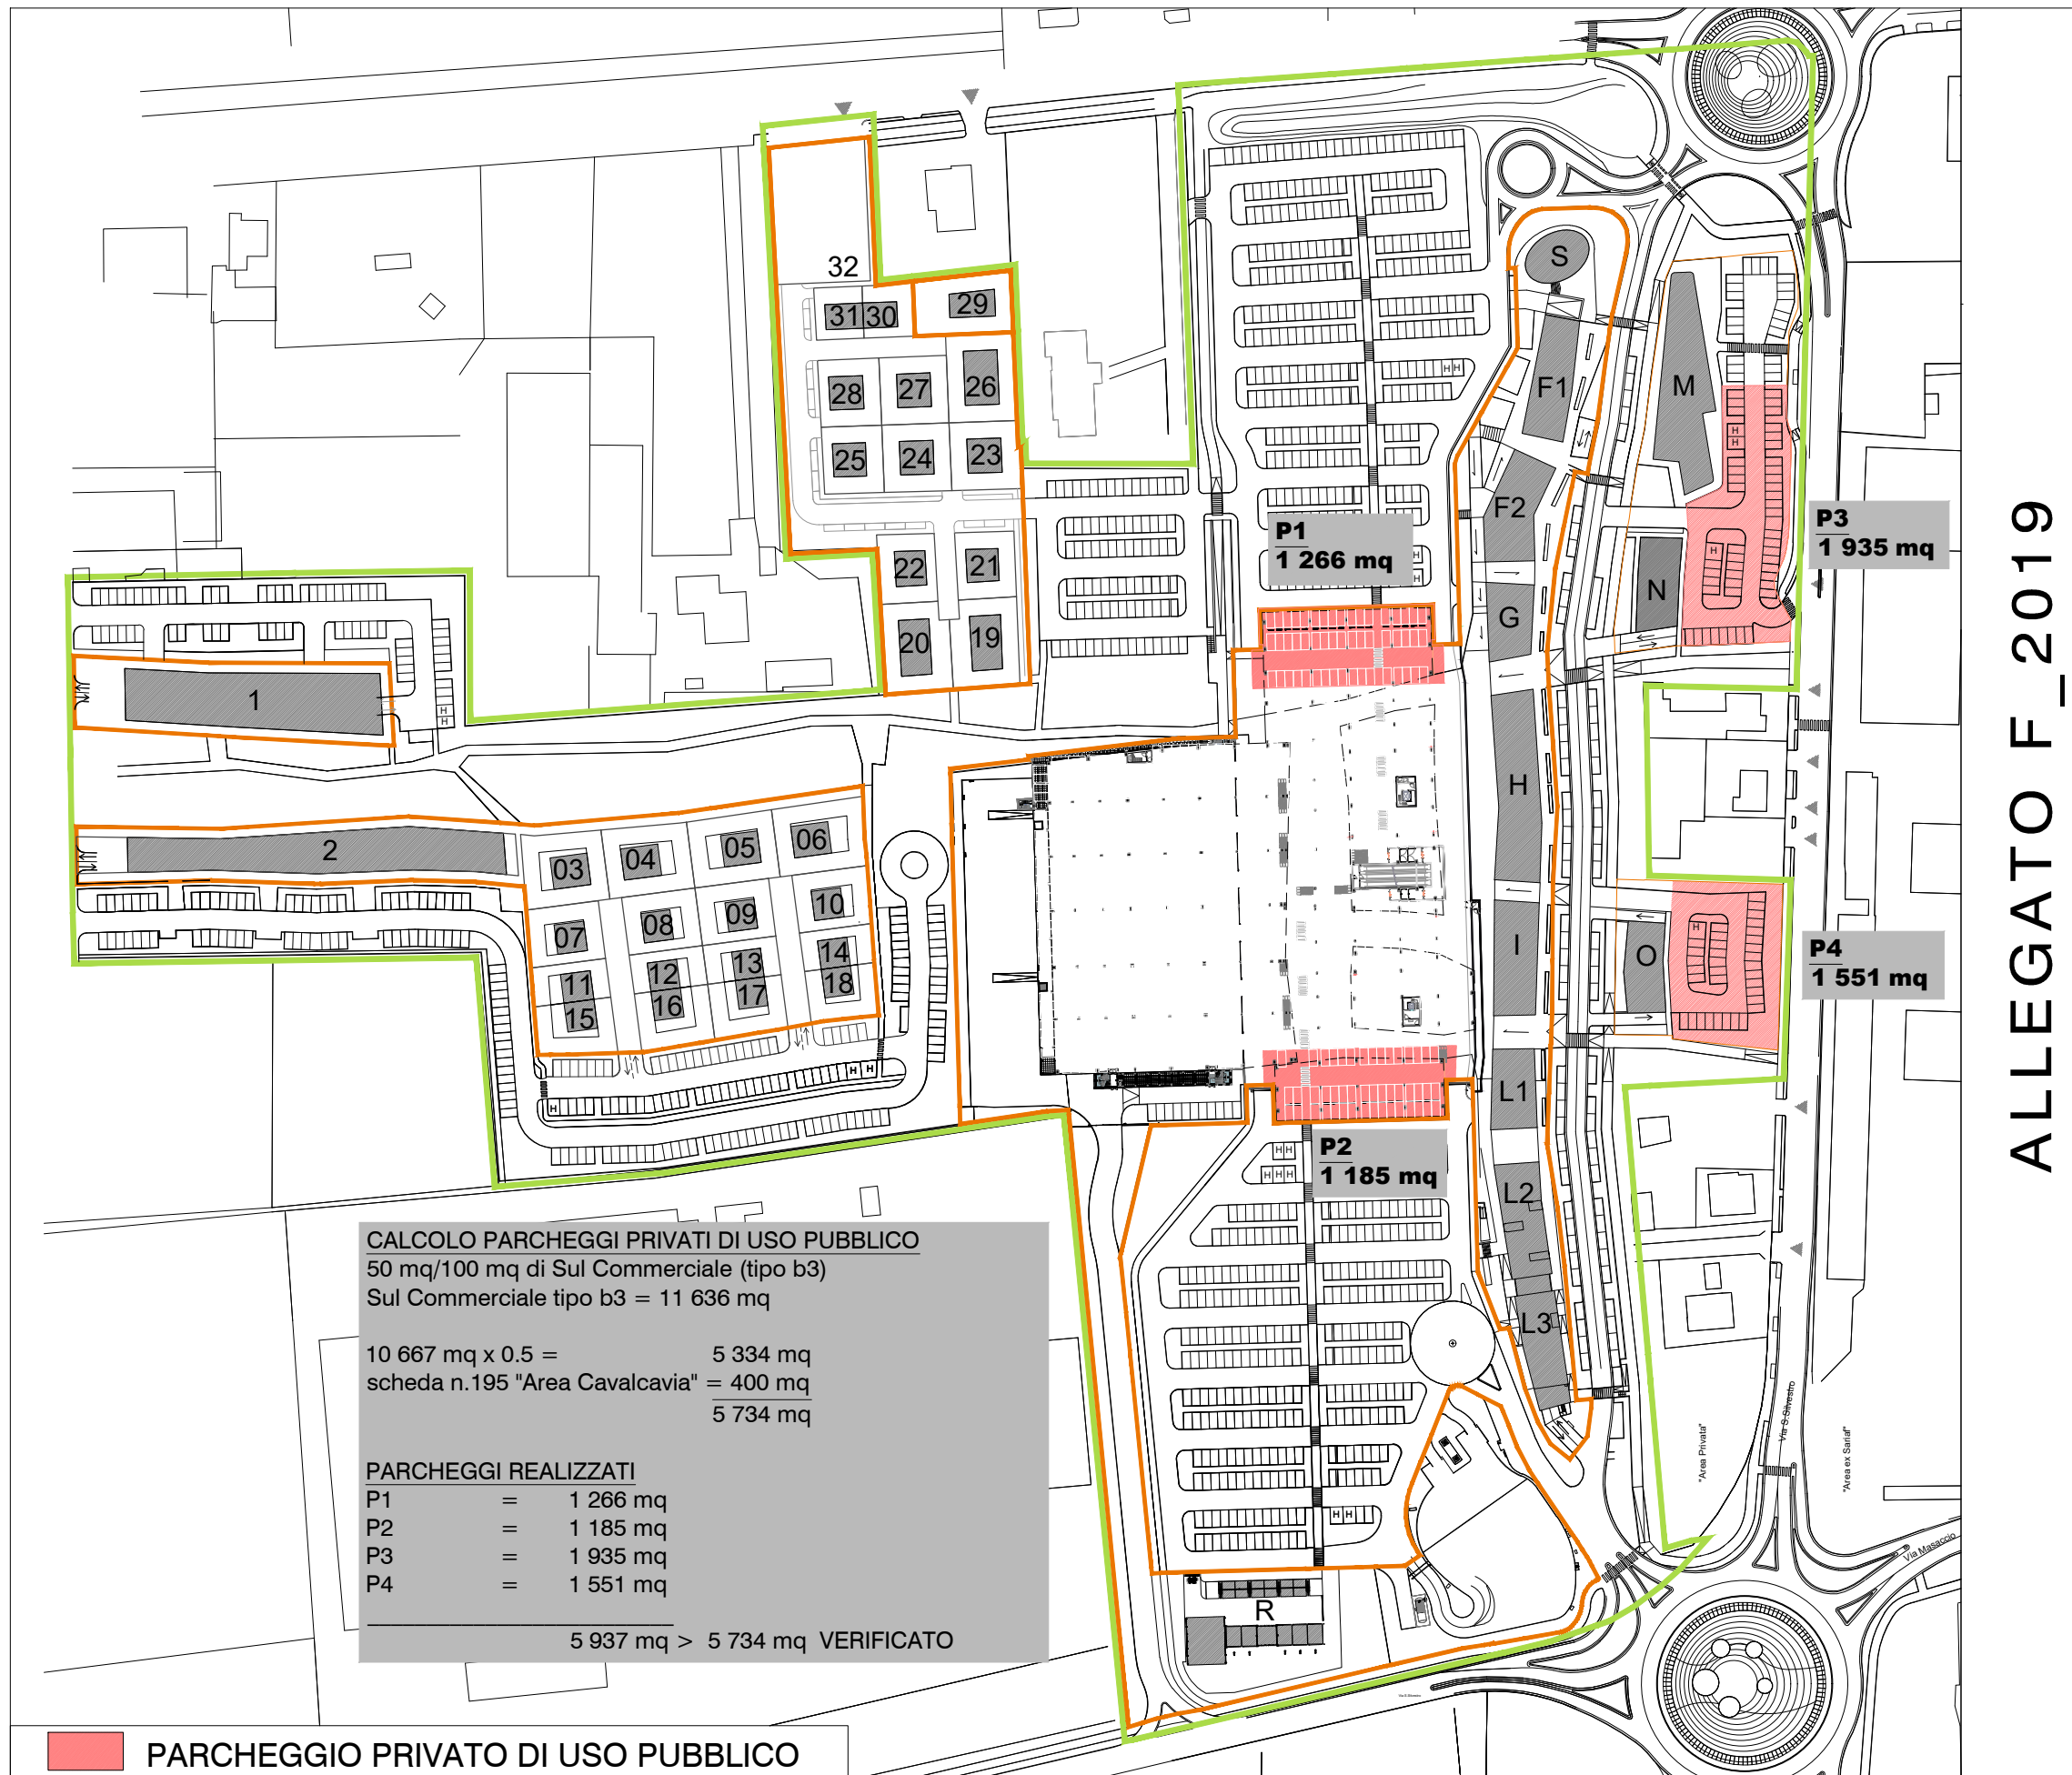 32
31
30
29
28
27
26
25
24
23
22
21
20
19
S
F1
M
F2
P1
1 266 mq
P3
1 935 mq
G
N
1
H
2
03
04
05
06
07
08
09
10
11
12
13
14
15
16
17
18
I
O
P4
1 551 mq
L1
P2
1 185 mq
L2
L3
R
CALCOLO PARCHEGGI PRIVATI DI USO PUBBLICO
50 mq/100 mq di Sul Commerciale (tipo b3)
Sul Commerciale tipo b3 = 11 636 mq
10 667 mq x 0.5 = 5 334 mq
scheda n.195 "Area Cavalcavia" = 400 mq
5 734 mq
PARCHEGGI REALIZZATI
P1 = 1 266 mq
P2 = 1 185 mq
P3 = 1 935 mq
P4 = 1 551 mq
5 937 mq > 5 734 mq VERIFICATO
"Area Privata"
Via S.Silvestro
"Area ex Sariaf"
Via Masaccio
PARCHEGGIO PRIVATO DI USO PUBBLICO
ALLEGATO F_2019